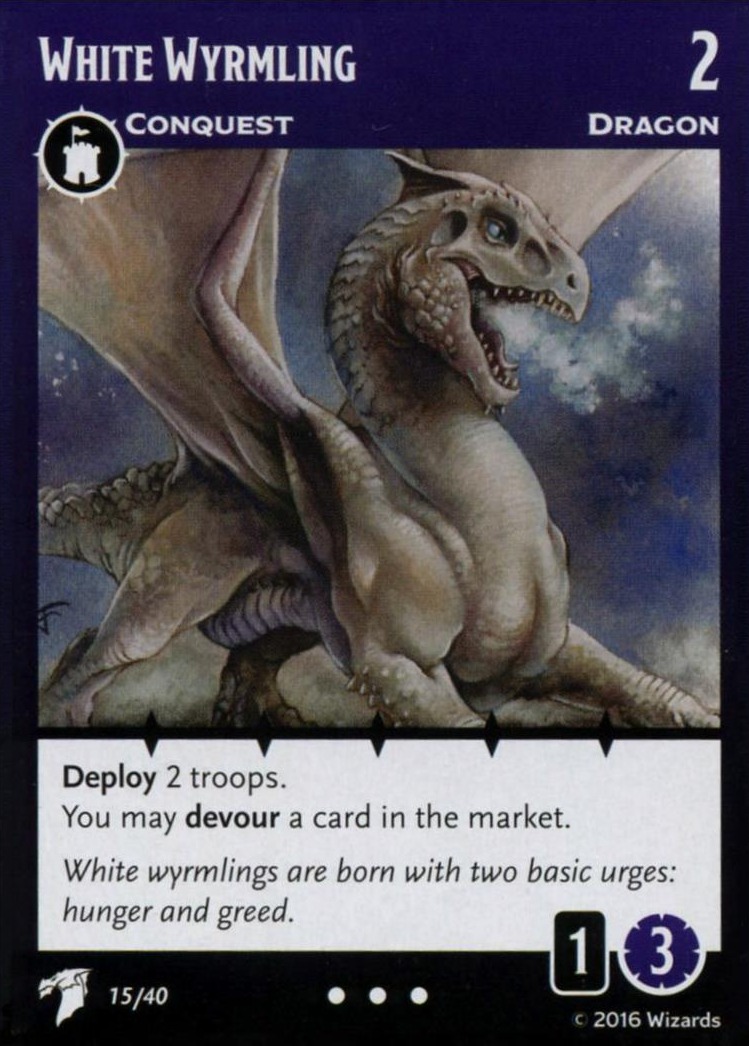 White Wyrmling 2
Conquest Dragon
Deploy 2 troops.
You may devour a card in the market.
White wyrmlings are born with two basic urges:
hunger and greed.
1 3
15/40
© 2016 Wizards